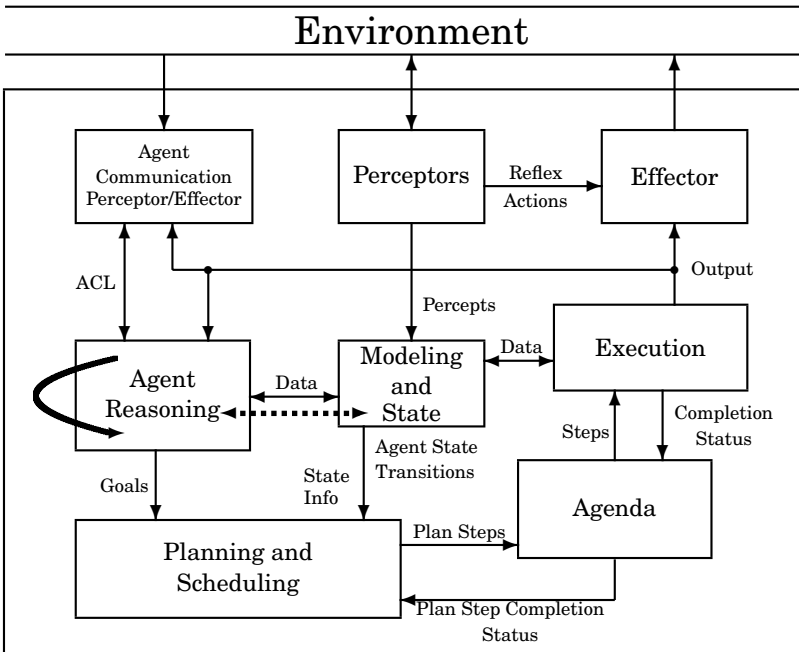 Environment
Agent
Communication
Perceptor/Effector
Perceptors
Reflex
Actions
Effector
ACL
Percepts
Output
Agent
Reasoning
Data
Modeling
and
State
Data
Execution
Goals
State
Info
Agent State
Transitions
Steps
Completion
Status
Planning and
Scheduling
Plan Steps
Agenda
Plan Step Completion
Status